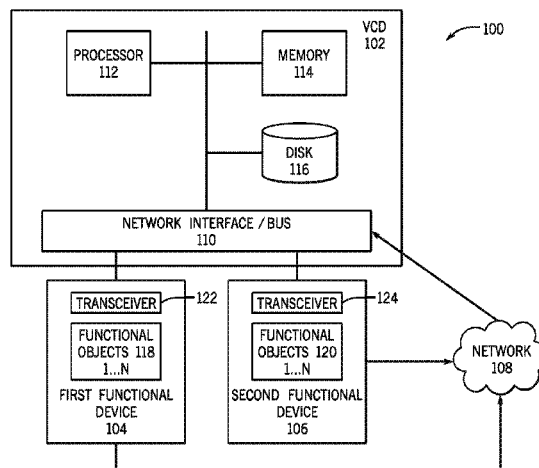 VCD
102
100
PROCESSOR
112
MEMORY
114
DISK
116
NETWORK INTERFACE / BUS
110
TRANSCEIVER
122
FUNCTIONAL
OBJECTS 118
1...N
FIRST FUNCTIONAL
DEVICE
104
TRANSCEIVER
124
FUNCTIONAL
OBJECTS 120
1...N
SECOND FUNCTIONAL
DEVICE
106
NETWORK
108